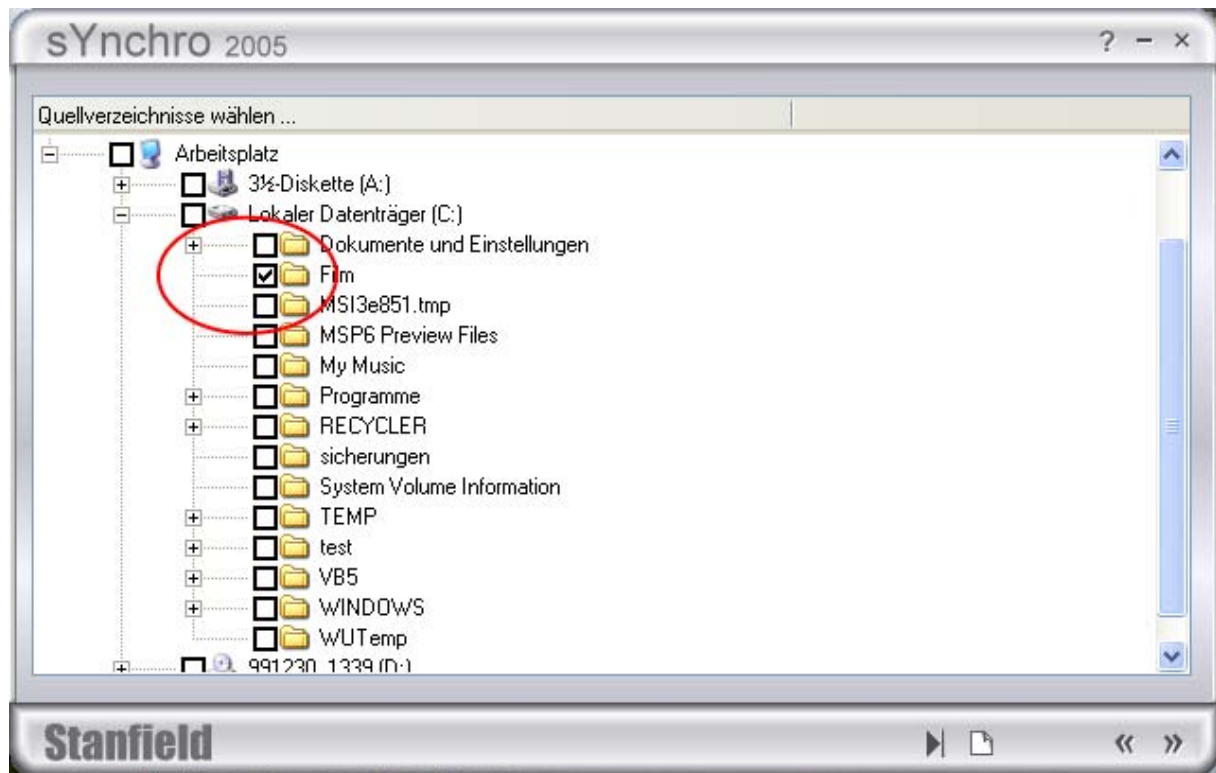 sYnchro 2005 ? - ×
Quellverzeichnisse wählen ...
Arbeitsplatz
3½-Diskette (A:)
Lokaler Datenträger (C:)
Dokumente und Einstellungen
Film
MSI3e851.tmp
MSP6 Preview Files
My Music
Programme
RECYCLER
sicherungen
System Volume Information
TEMP
test
VB5
WINDOWS
WUTemp
991230_1339 (D:)
Stanfield